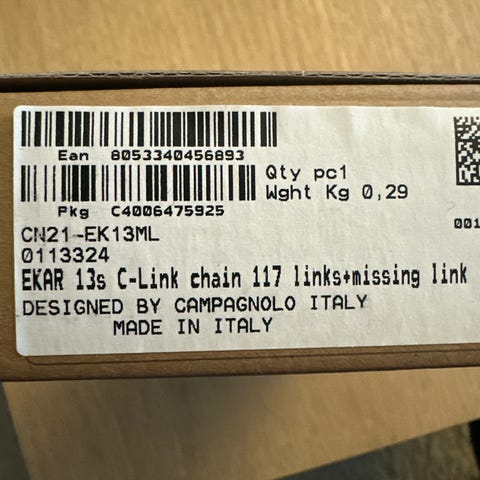 Ean 8053340456893
Qty pc1
Wght Kg 0,29
Pkg C4006475925
001
CN21-EK13ML
0113324
EKAR 13s C-Link chain 117 links+missing link
DESIGNED BY CAMPAGNOLO ITALY
MADE IN ITALY